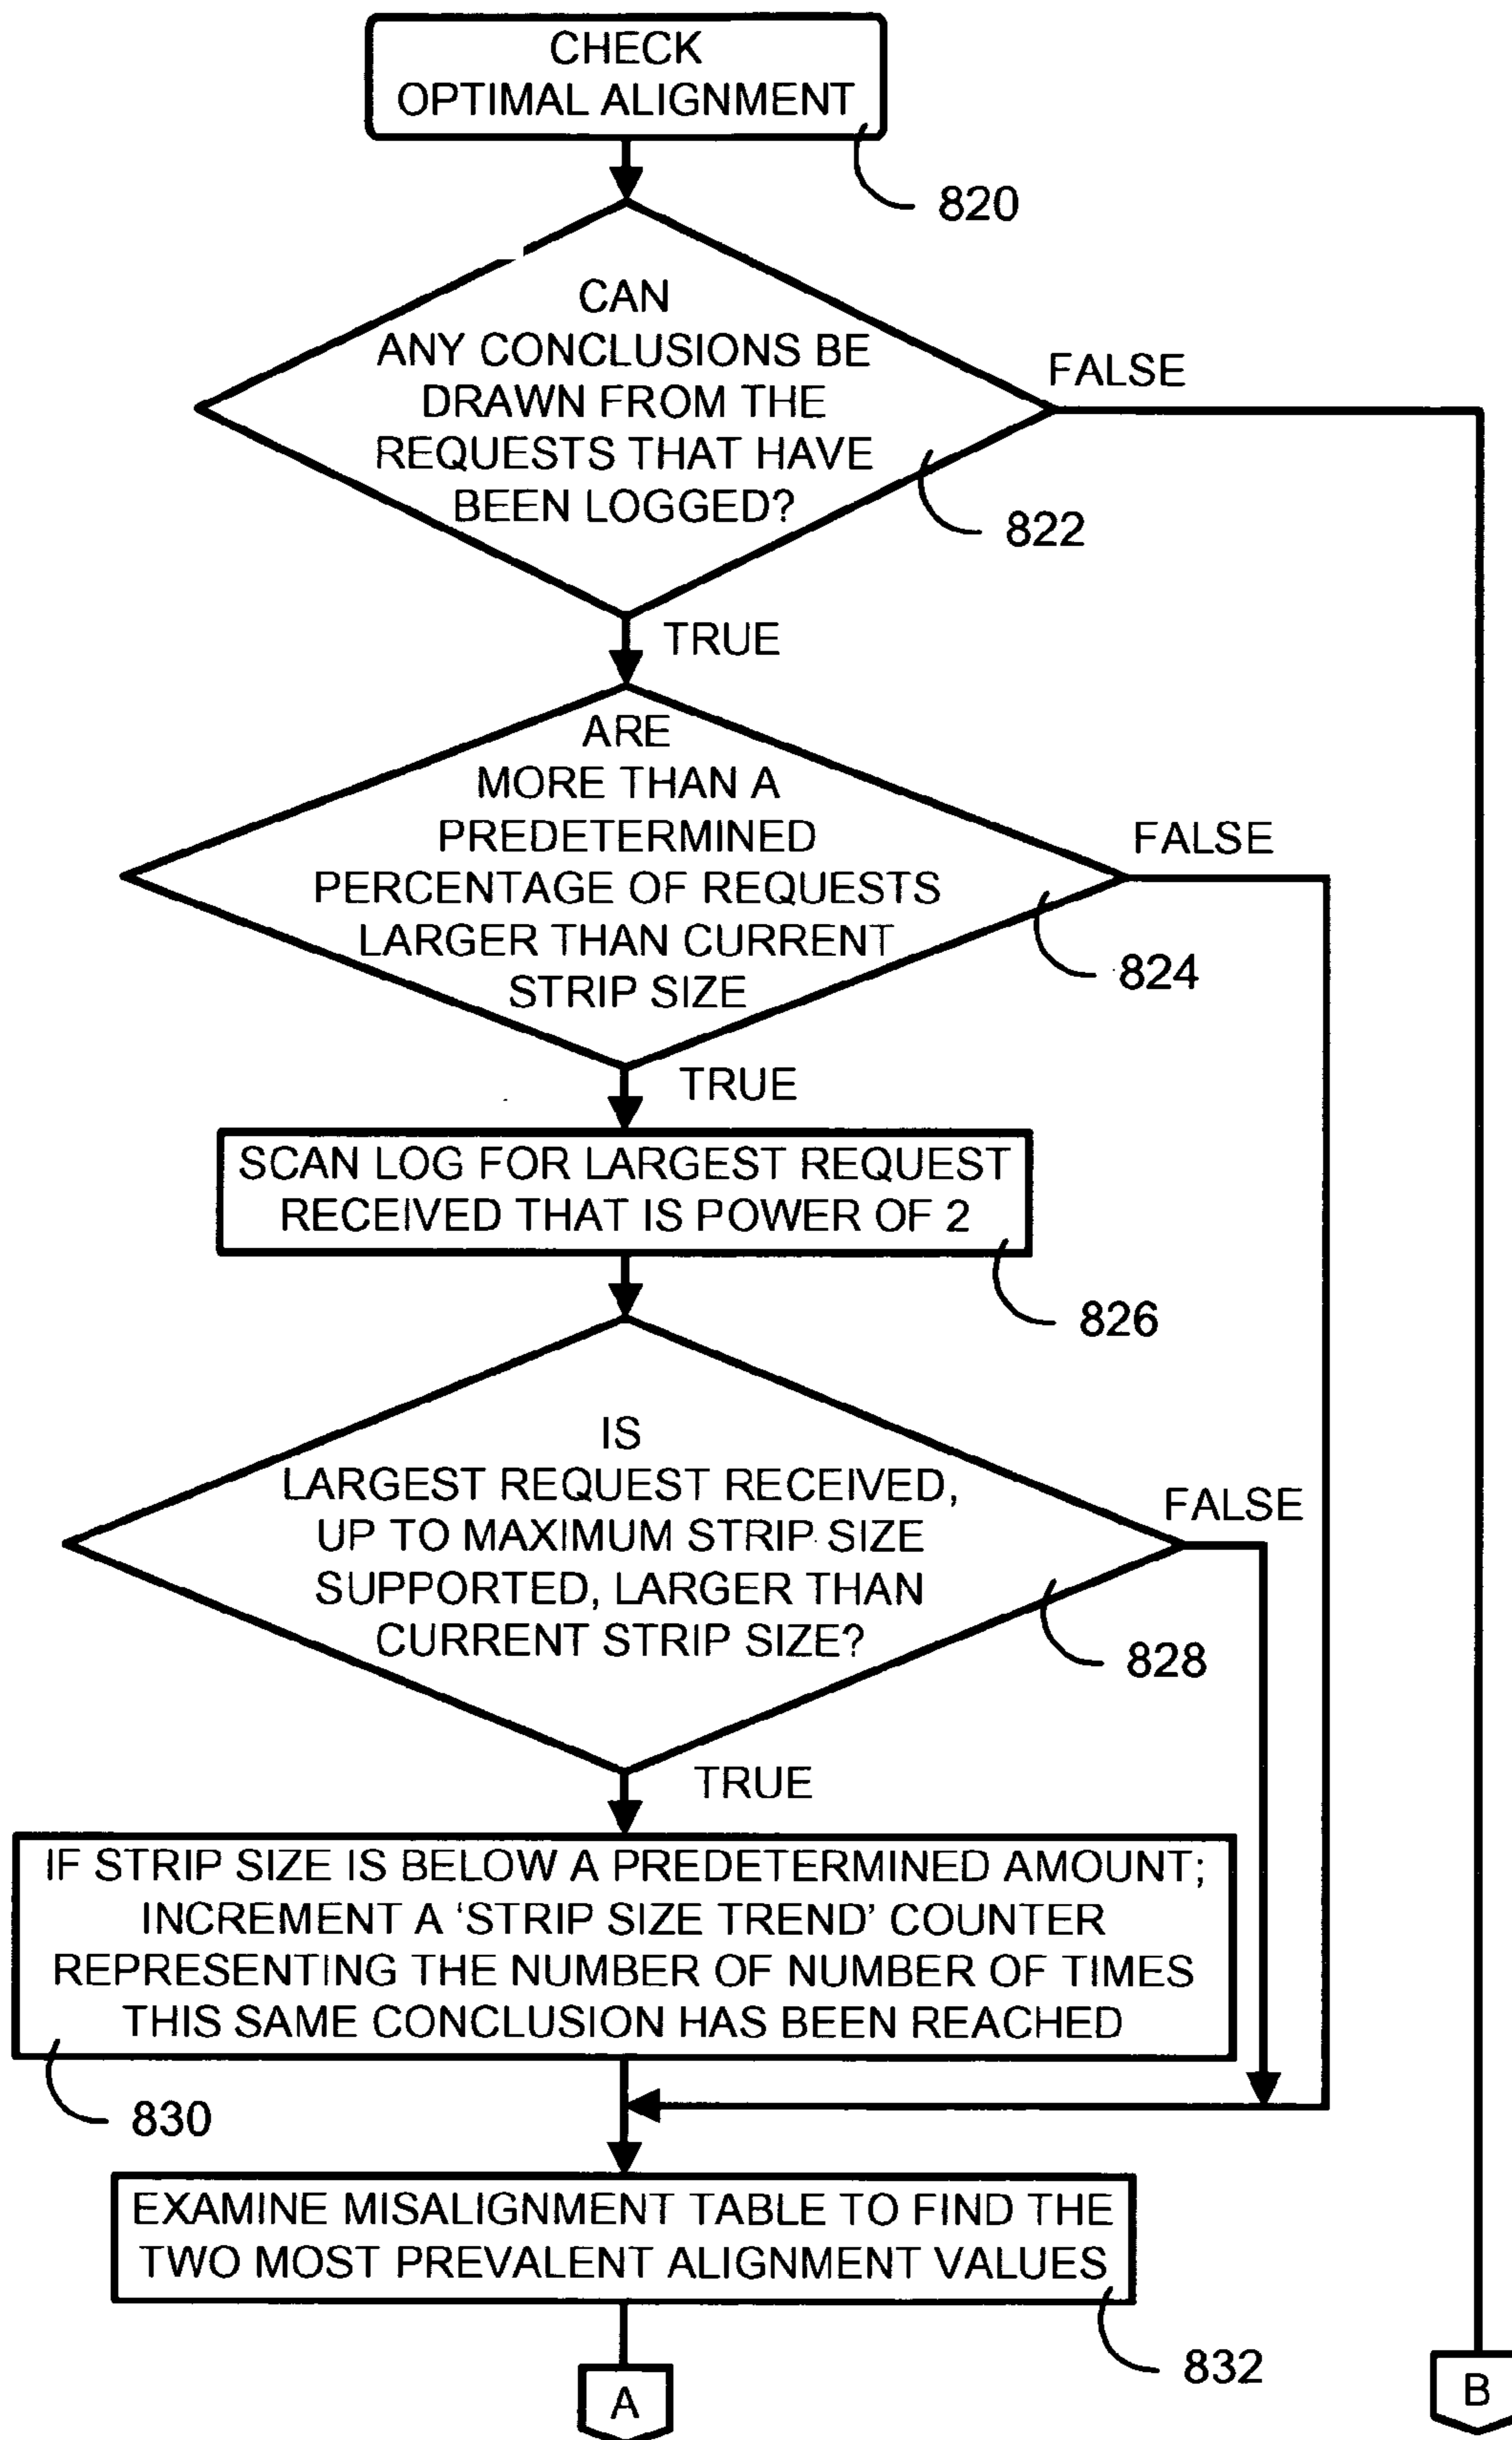 CHECK
OPTIMAL ALIGNMENT
820
CAN
ANY CONCLUSIONS BE
DRAWN FROM THE
REQUESTS THAT HAVE
BEEN LOGGED?
FALSE
822
TRUE
ARE
MORE THAN A
PREDETERMINED
PERCENTAGE OF REQUESTS
LARGER THAN CURRENT
STRIP SIZE
FALSE
824
TRUE
SCAN LOG FOR LARGEST REQUEST
RECEIVED THAT IS POWER OF 2
826
IS
LARGEST REQUEST RECEIVED,
UP TO MAXIMUM STRIP SIZE
SUPPORTED, LARGER THAN
CURRENT STRIP SIZE?
FALSE
828
TRUE
IF STRIP SIZE IS BELOW A PREDETERMINED AMOUNT;
INCREMENT A ‘STRIP SIZE TREND’ COUNTER
REPRESENTING THE NUMBER OF NUMBER OF TIMES
THIS SAME CONCLUSION HAS BEEN REACHED
830
EXAMINE MISALIGNMENT TABLE TO FIND THE
TWO MOST PREVALENT ALIGNMENT VALUES
832
A
B